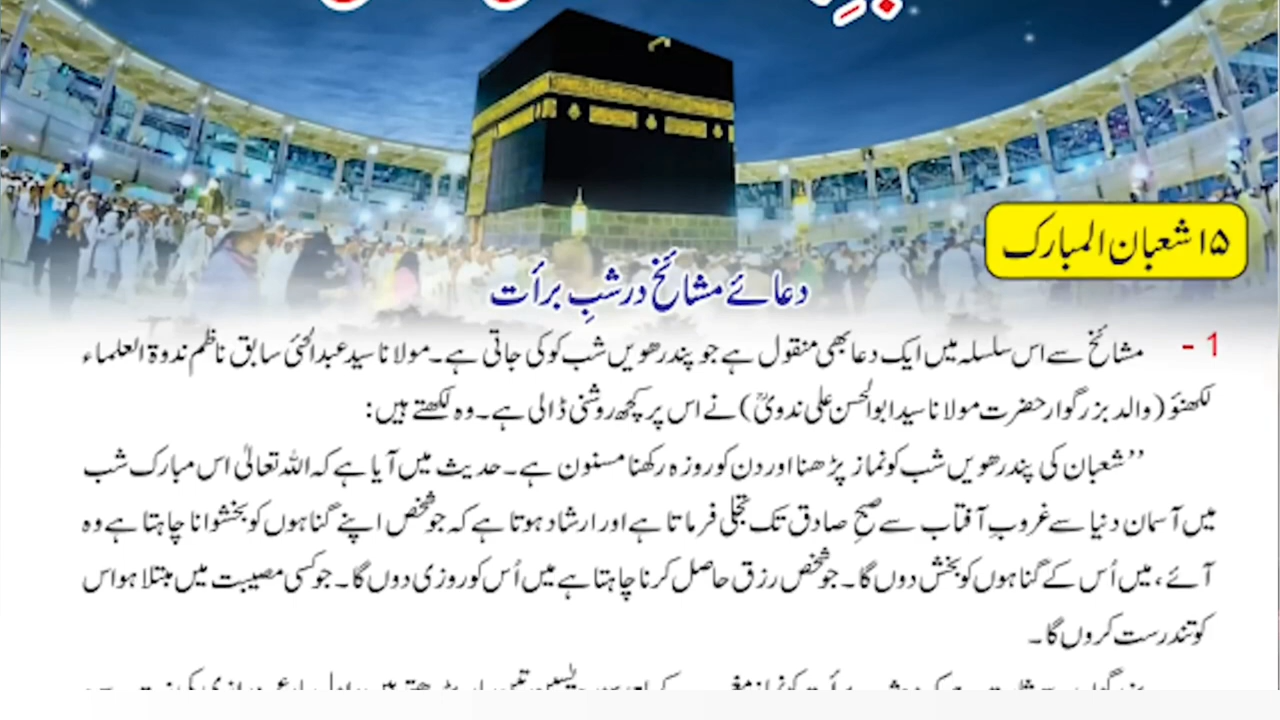 ۱۵ شعبان المبارک
دعائے مشائخ در شبِ برأت
1 - مشائخ سے اس سلسلہ میں ایک دعا بھی منقول ہے جو پندرھویں شب کو کی جاتی ہے۔ مولانا سید عبدالحئی سابق ناظم ندوۃ العلماء
لکھنؤ (والد بزرگوار حضرت مولانا سید ابوالحسن علی ندویؒ) نے اس پر کچھ روشنی ڈالی ہے۔ وہ لکھتے ہیں:
”شعبان کی پندرھویں شب کو نماز پڑھنا اور دن کو روزہ رکھنا مسنون ہے۔ حدیث میں آیا ہے کہ اللہ تعالیٰ اس مبارک شب
میں آسمان دنیا سے غروبِ آفتاب سے صبحِ صادق تک تجلی فرماتا ہے اور ارشاد ہوتا ہے کہ جو شخص اپنے گناہوں کو بخشوانا چاہتا ہے وہ
آئے، میں اُس کے گناہوں کو بخش دوں گا۔ جو شخص رزق حاصل کرنا چاہتا ہے میں اُس کو روزی دوں گا۔ جو کسی مصیبت میں مبتلا ہو اس
کو تندرست کروں گا۔